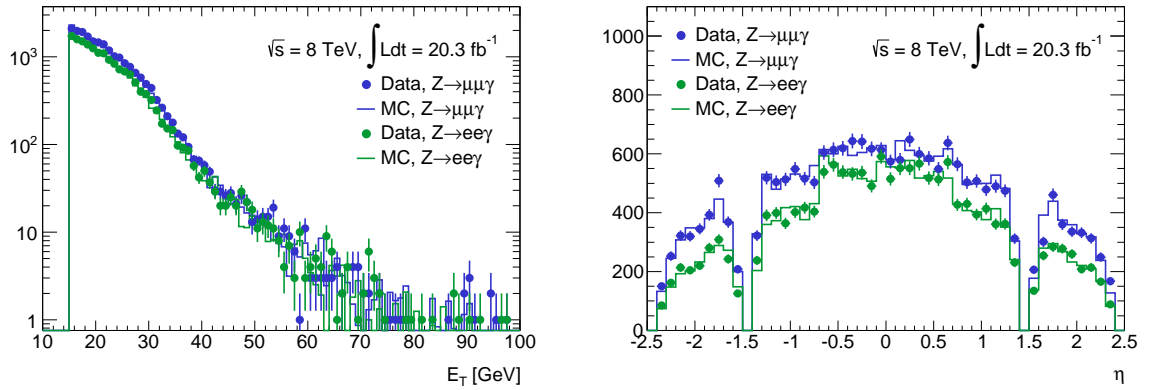 √s = 8 TeV, ∫Ldt = 20.3 fb⁻¹
Data, Z→μμγ
MC, Z→μμγ
Data, Z→eeγ
MC, Z→eeγ
10³
10²
10
1
10 20 30 40 50 60 70 80 90 100
E_T [GeV]
√s = 8 TeV, ∫Ldt = 20.3 fb⁻¹
Data, Z→μμγ
MC, Z→μμγ
Data, Z→eeγ
MC, Z→eeγ
1000
800
600
400
200
0
-2.5 -2 -1.5 -1 -0.5 0 0.5 1 1.5 2 2.5
η